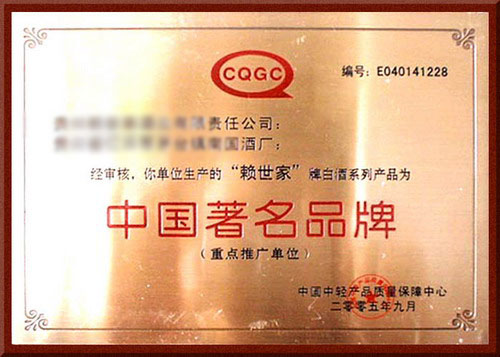 CQGC
编号：E040141228
责任公司：
国酒厂：
经审核，你单位生产的“赖世家”牌白酒系列产品为
中国著名品牌
（重点推广单位）
中国中轻产品质量保障中心
二零零五年九月